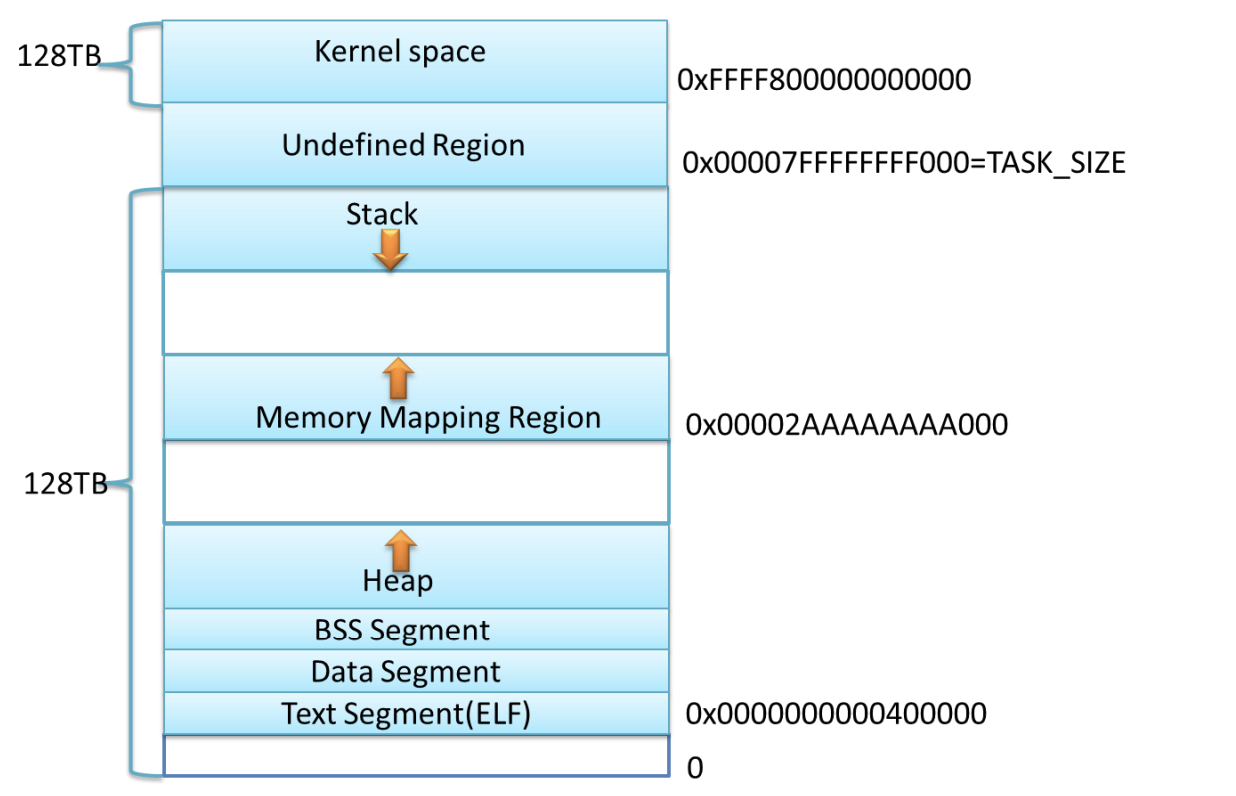 128TB
Kernel space
0xFFFF800000000000
Undefined Region
0x00007FFFFFFFF000=TASK_SIZE
Stack
Memory Mapping Region
0x00002AAAAAAAA000
128TB
Heap
BSS Segment
Data Segment
Text Segment(ELF)
0x0000000000400000
0